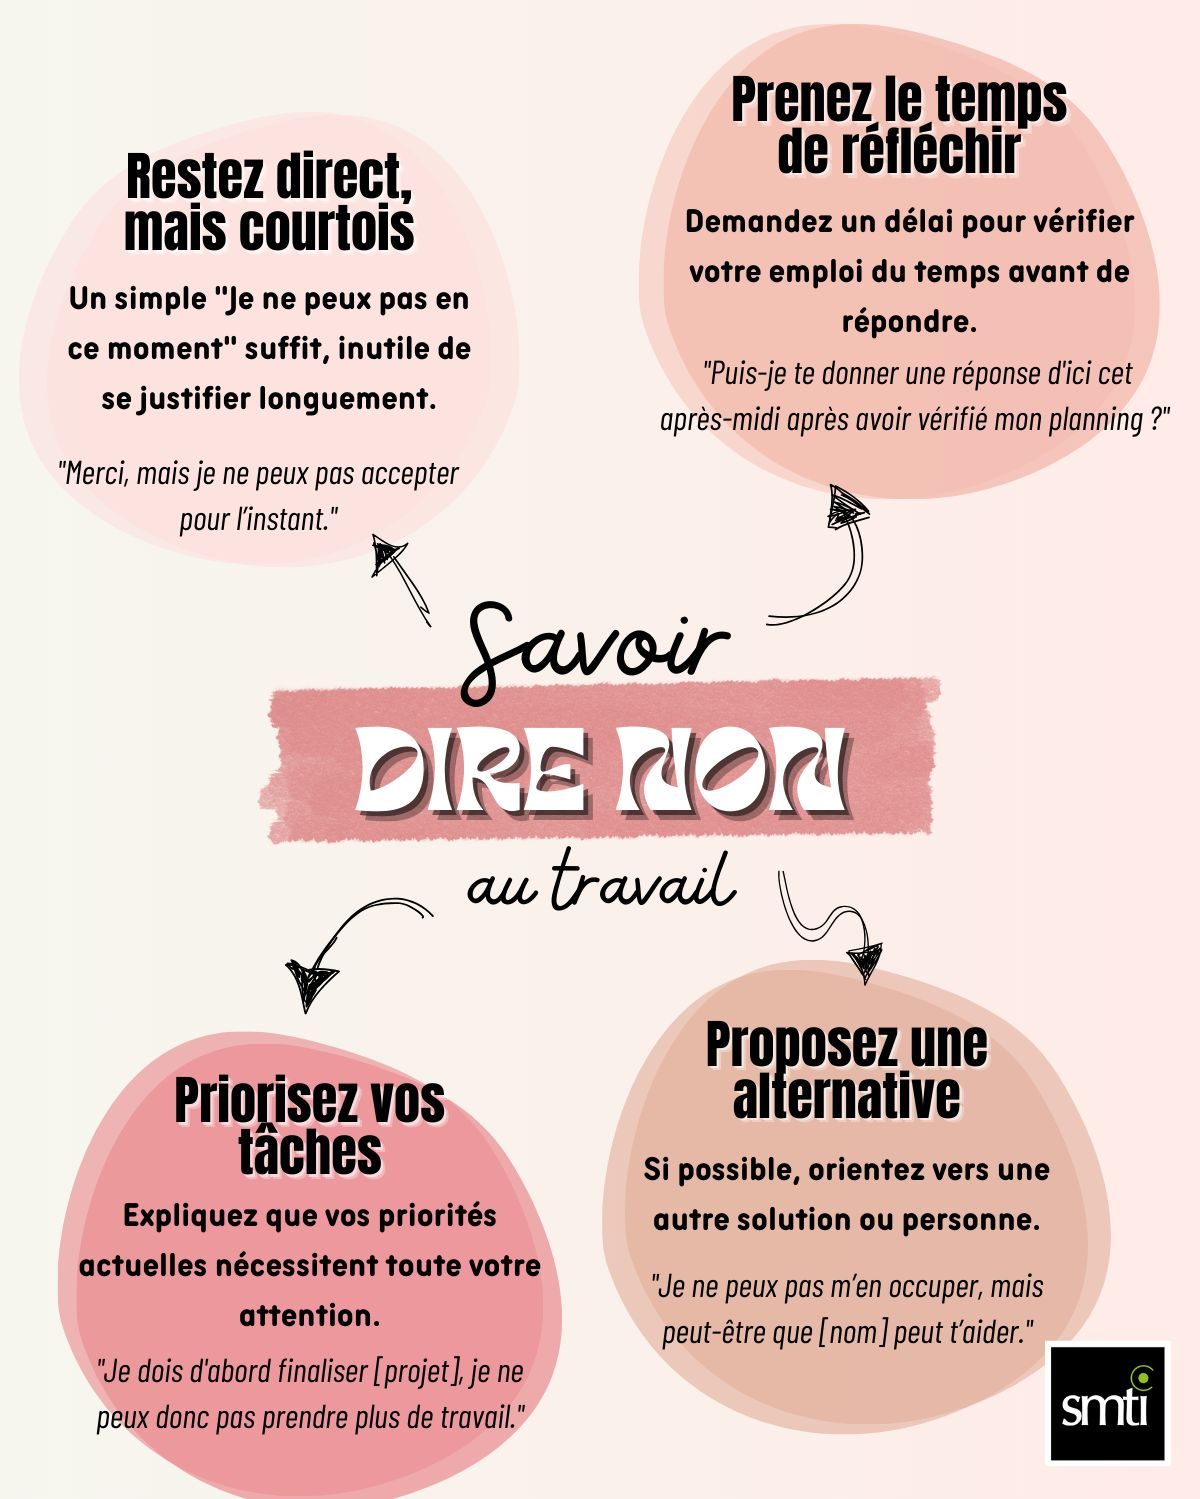 Restez direct,
mais courtois
Un simple "Je ne peux pas en
ce moment" suffit, inutile de
se justifier longuement.
"Merci, mais je ne peux pas accepter
pour l’instant."
Prenez le temps
de réfléchir
Demandez un délai pour vérifier
votre emploi du temps avant de
répondre.
"Puis-je te donner une réponse d'ici cet
après-midi après avoir vérifié mon planning ?"
Savoir
DIRE NON
au travail
Priorisez vos
tâches
Expliquez que vos priorités
actuelles nécessitent toute votre
attention.
"Je dois d'abord finaliser [projet], je ne
peux donc pas prendre plus de travail."
Proposez une
alternative
Si possible, orientez vers une
autre solution ou personne.
"Je ne peux pas m’en occuper, mais
peut-être que [nom] peut t’aider."
smti